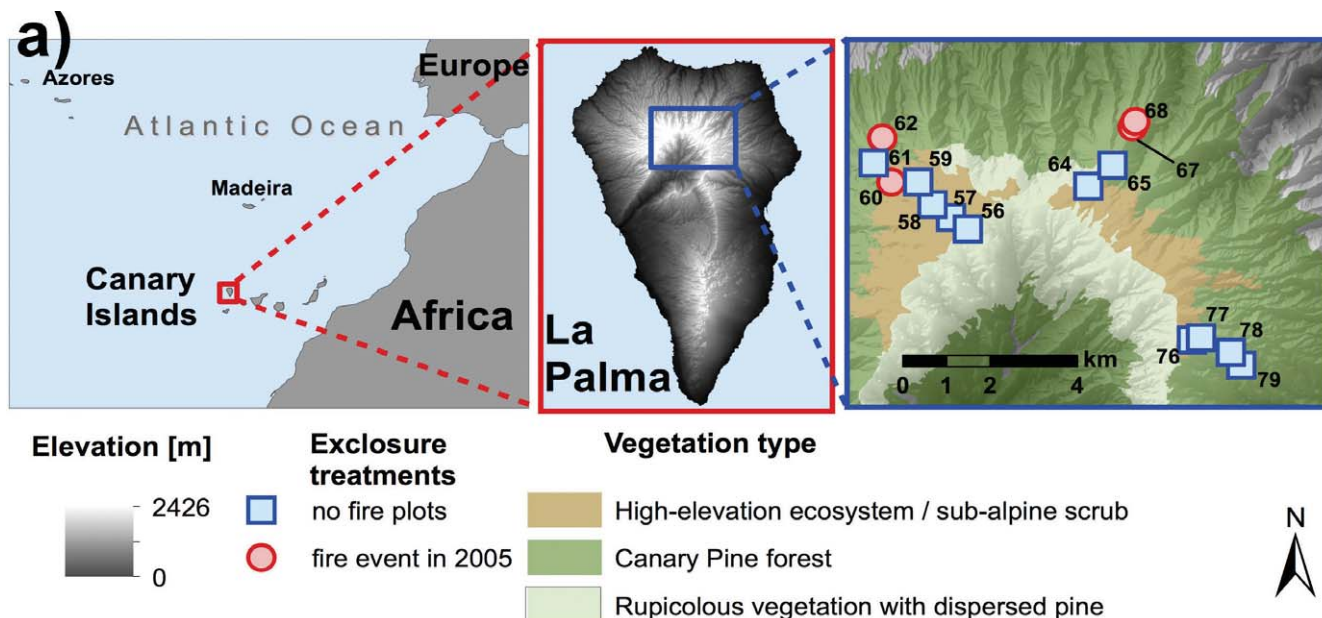 a)
Azores
Europe
Atlantic Ocean
Madeira
Canary
Islands
Africa
La
Palma
62
61
59
60
58
57
56
68
64
65
67
77
78
76
79
km
0 1 2 4
Elevation [m]
2426
0
Exclosure
treatments
no fire plots
fire event in 2005
Vegetation type
High-elevation ecosystem / sub-alpine scrub
Canary Pine forest
Rupicolous vegetation with dispersed pine
N